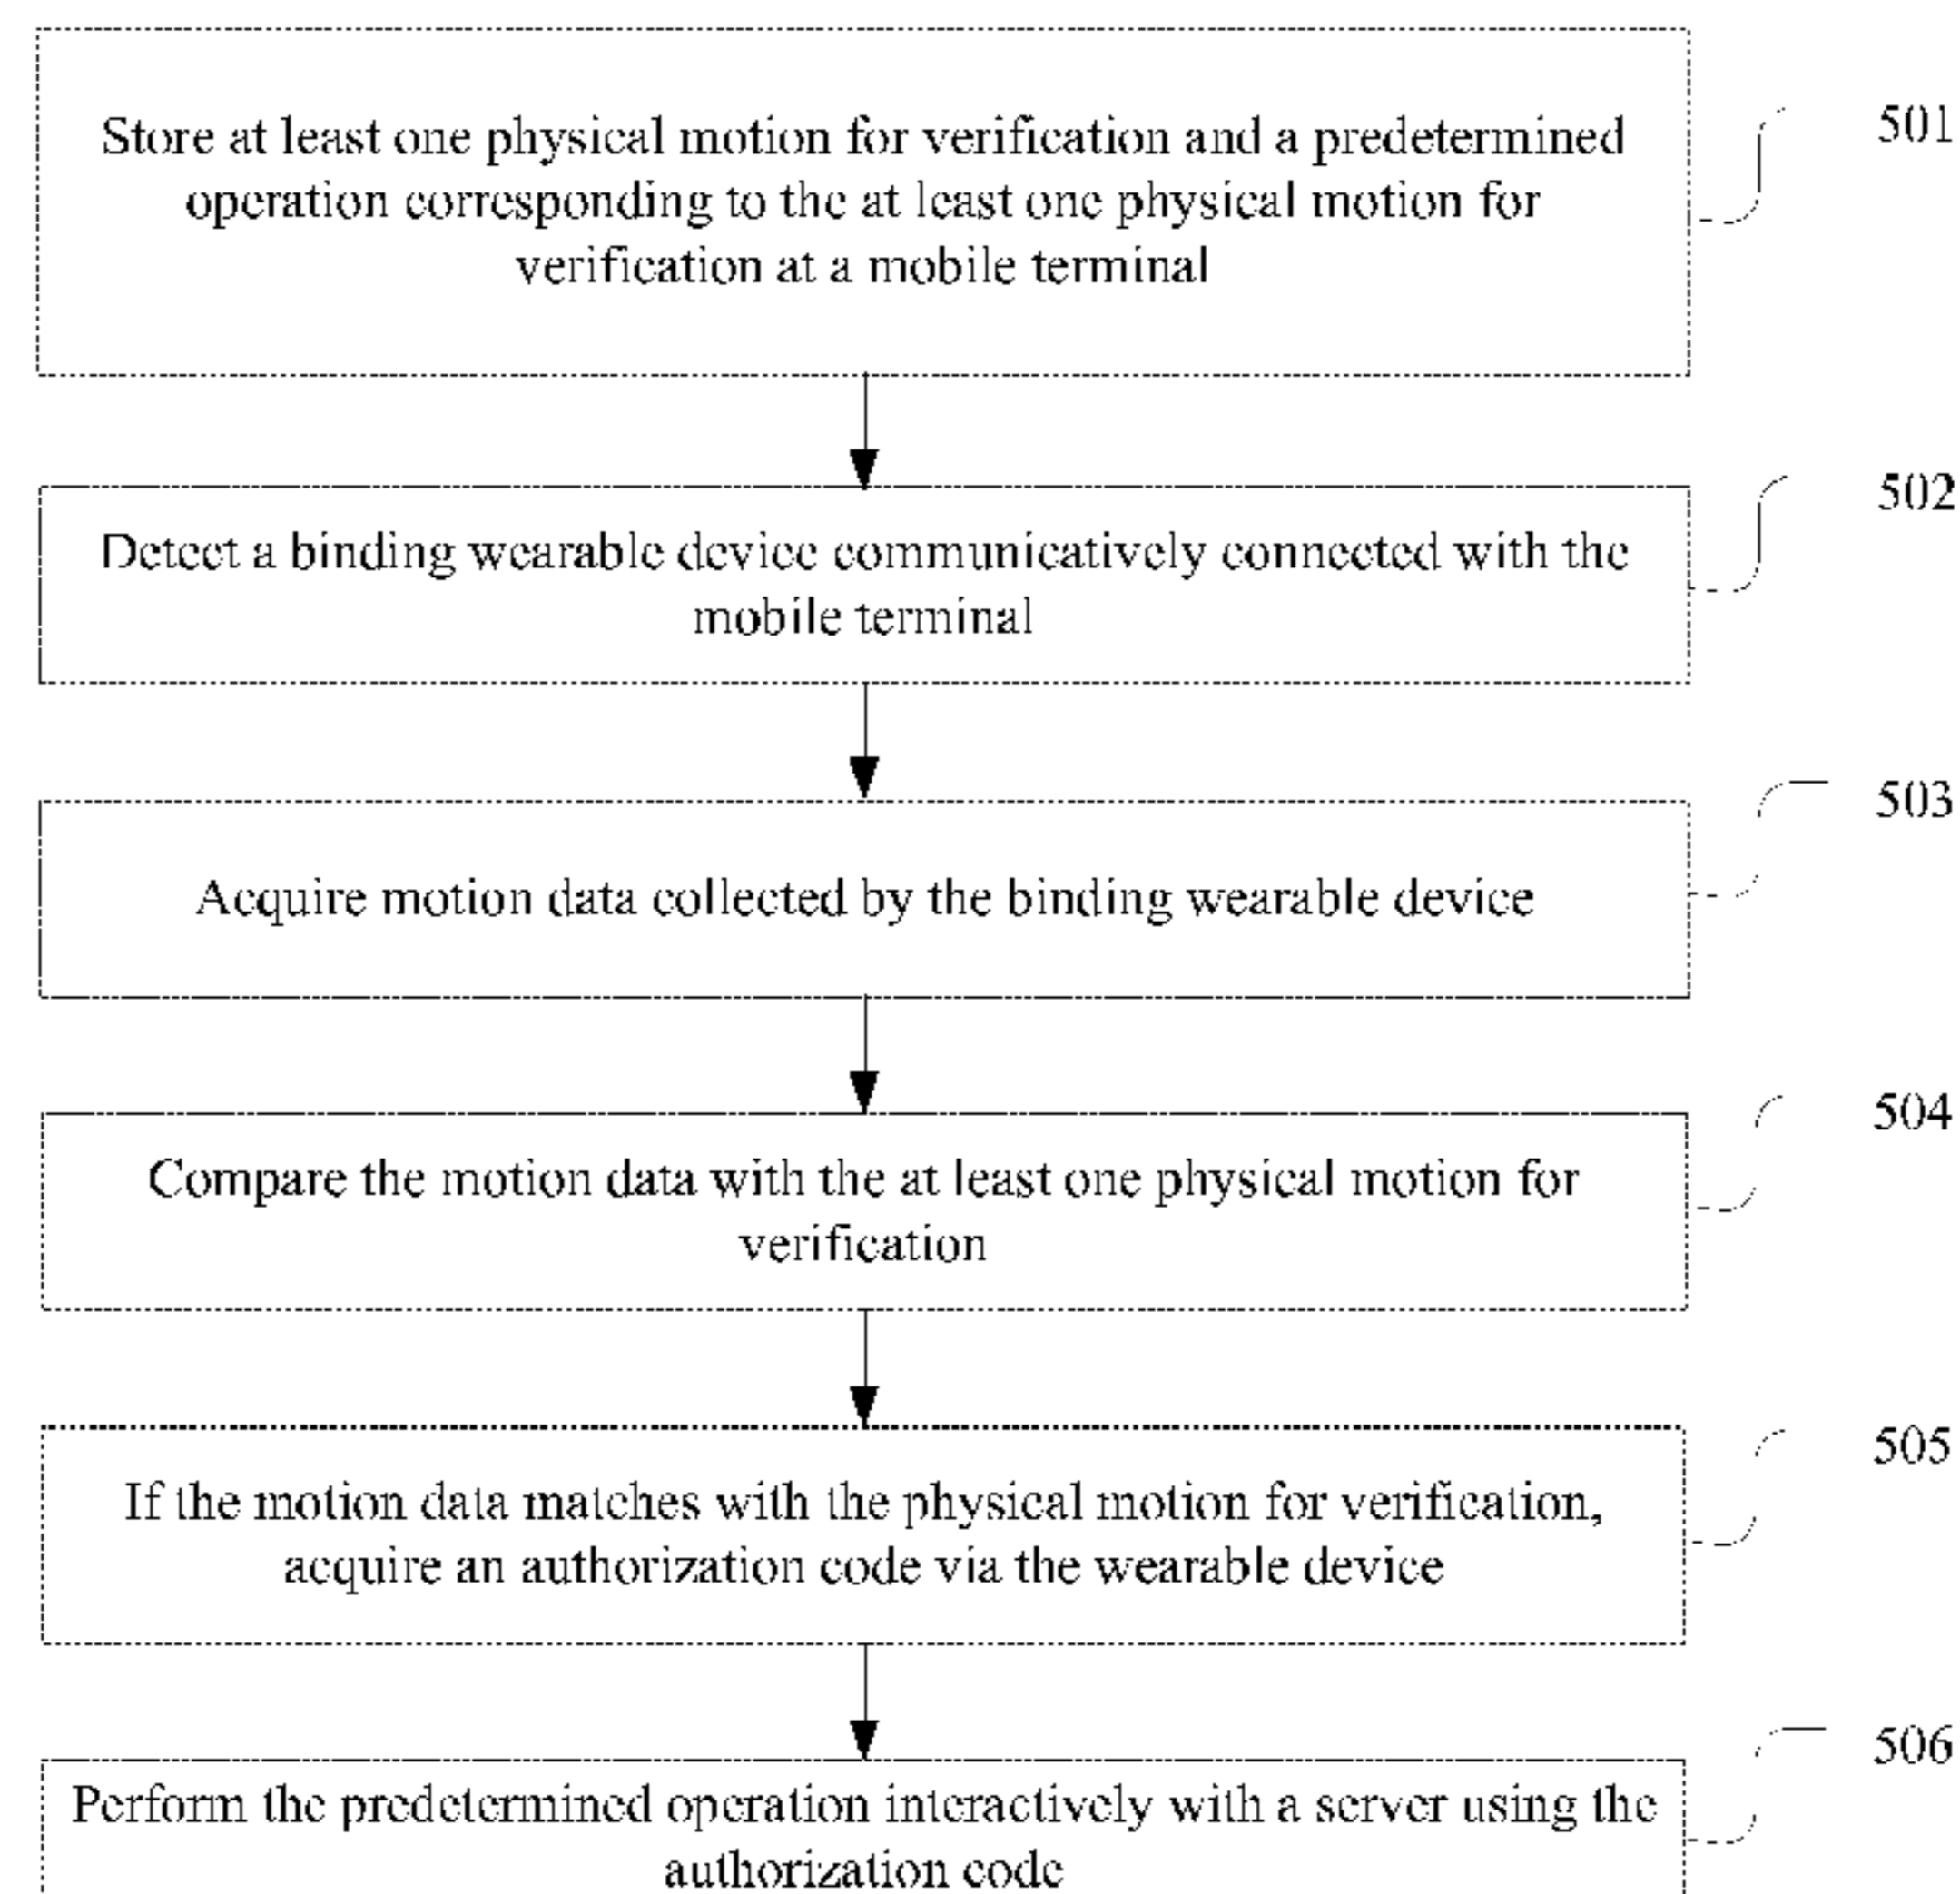 Store at least one physical motion for verification and a predetermined
operation corresponding to the at least one physical motion for
verification at a mobile terminal
501
Detect a binding wearable device communicatively connected with the
mobile terminal
502
Acquire motion data collected by the binding wearable device
503
Compare the motion data with the at least one physical motion for
verification
504
If the motion data matches with the physical motion for verification,
acquire an authorization code via the wearable device
505
Perform the predetermined operation interactively with a server using the
authorization code
506